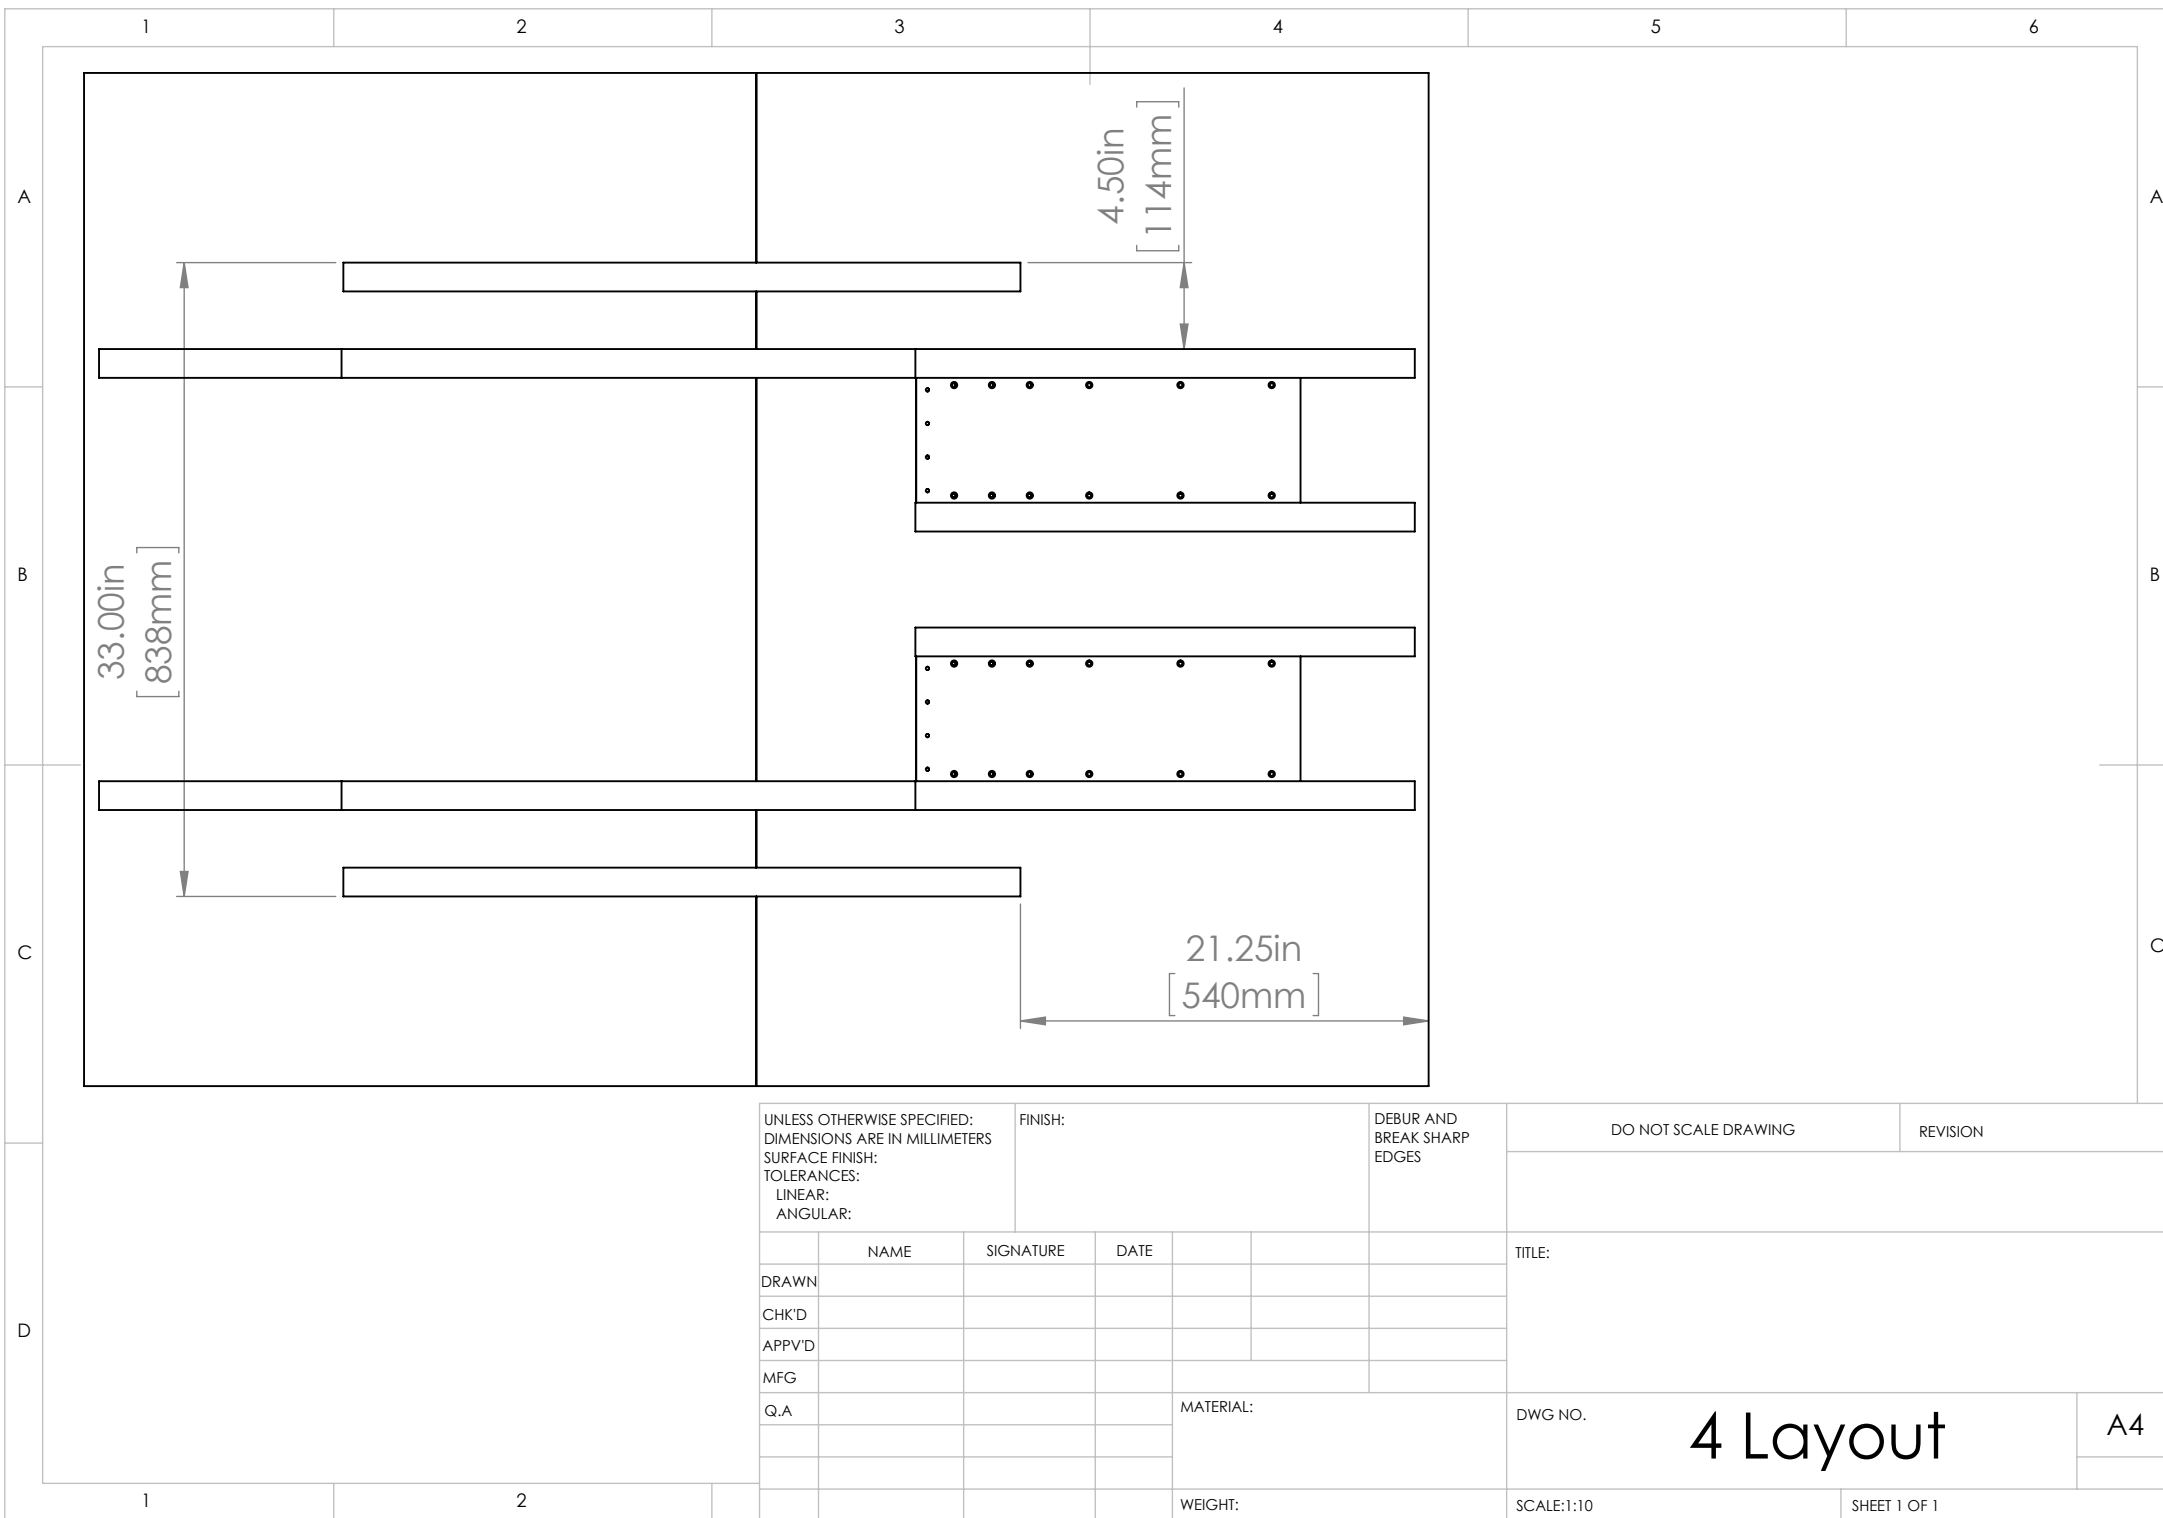 1 2 3 4 5 6
A A
4.50in
[114mm]
B B
33.00in
[838mm]
C C
21.25in
[540mm]
UNLESS OTHERWISE SPECIFIED:
DIMENSIONS ARE IN MILLIMETERS
SURFACE FINISH:
TOLERANCES:
LINEAR:
ANGULAR:
FINISH:
DEBUR AND
BREAK SHARP
EDGES
DO NOT SCALE DRAWING
REVISION
NAME SIGNATURE DATE
DRAWN
CHK'D
APPV'D
MFG
Q.A
TITLE:
D
MATERIAL:
DWG NO.
4 Layout
A4
WEIGHT:
SCALE:1:10
SHEET 1 OF 1
1 2